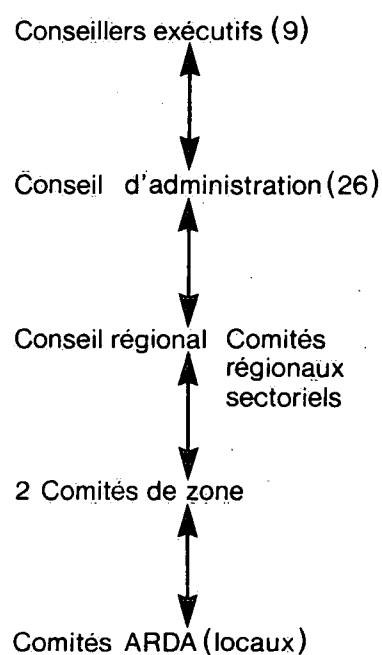 Conseillers exécutifs (9)
Conseil d'administration (26)
Conseil régional Comités
régionaux
sectoriels
2 Comités de zone
Comités ARDA (locaux)